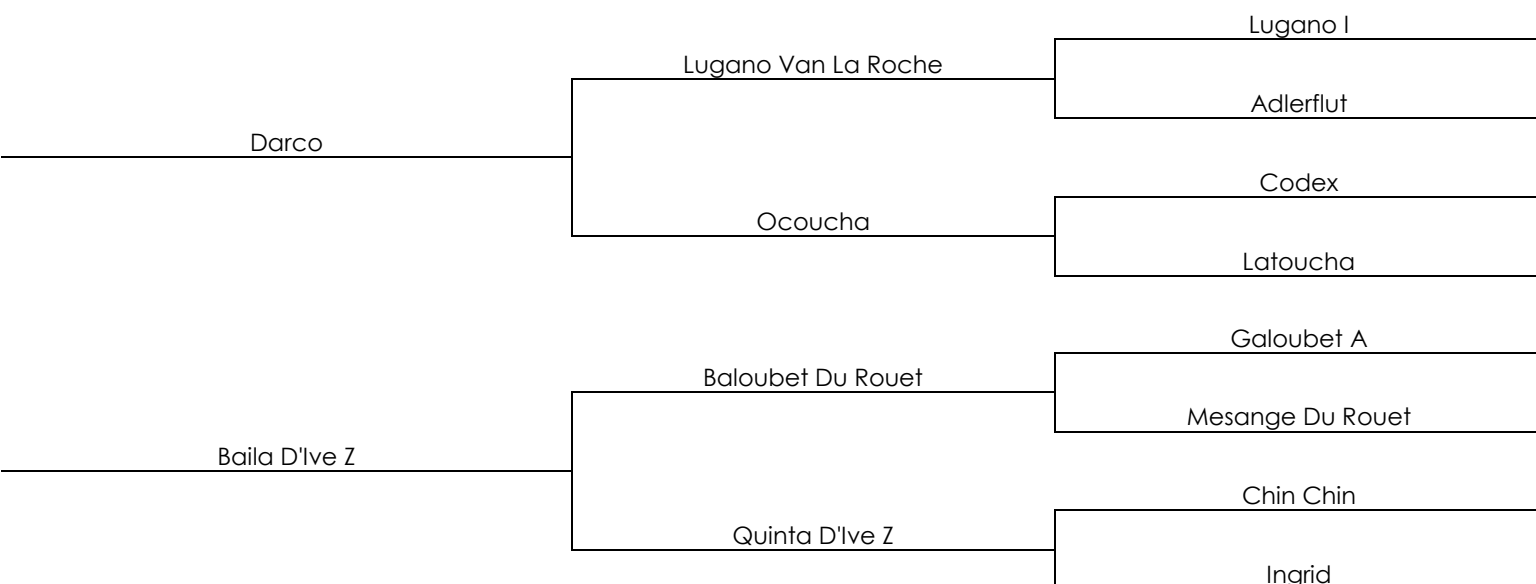 Lugano I
Lugano Van La Roche
Adlerflut
Darco
Codex
Ocoucha
Latoucha
Galoubet A
Baloubet Du Rouet
Mesange Du Rouet
Baila D'Ive Z
Chin Chin
Quinta D'Ive Z
Ingrid